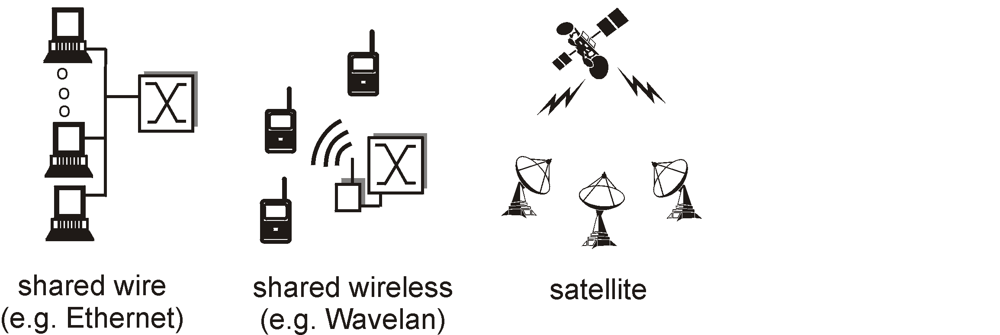 shared wire
(e.g. Ethernet)
shared wireless
(e.g. Wavelan)
satellite